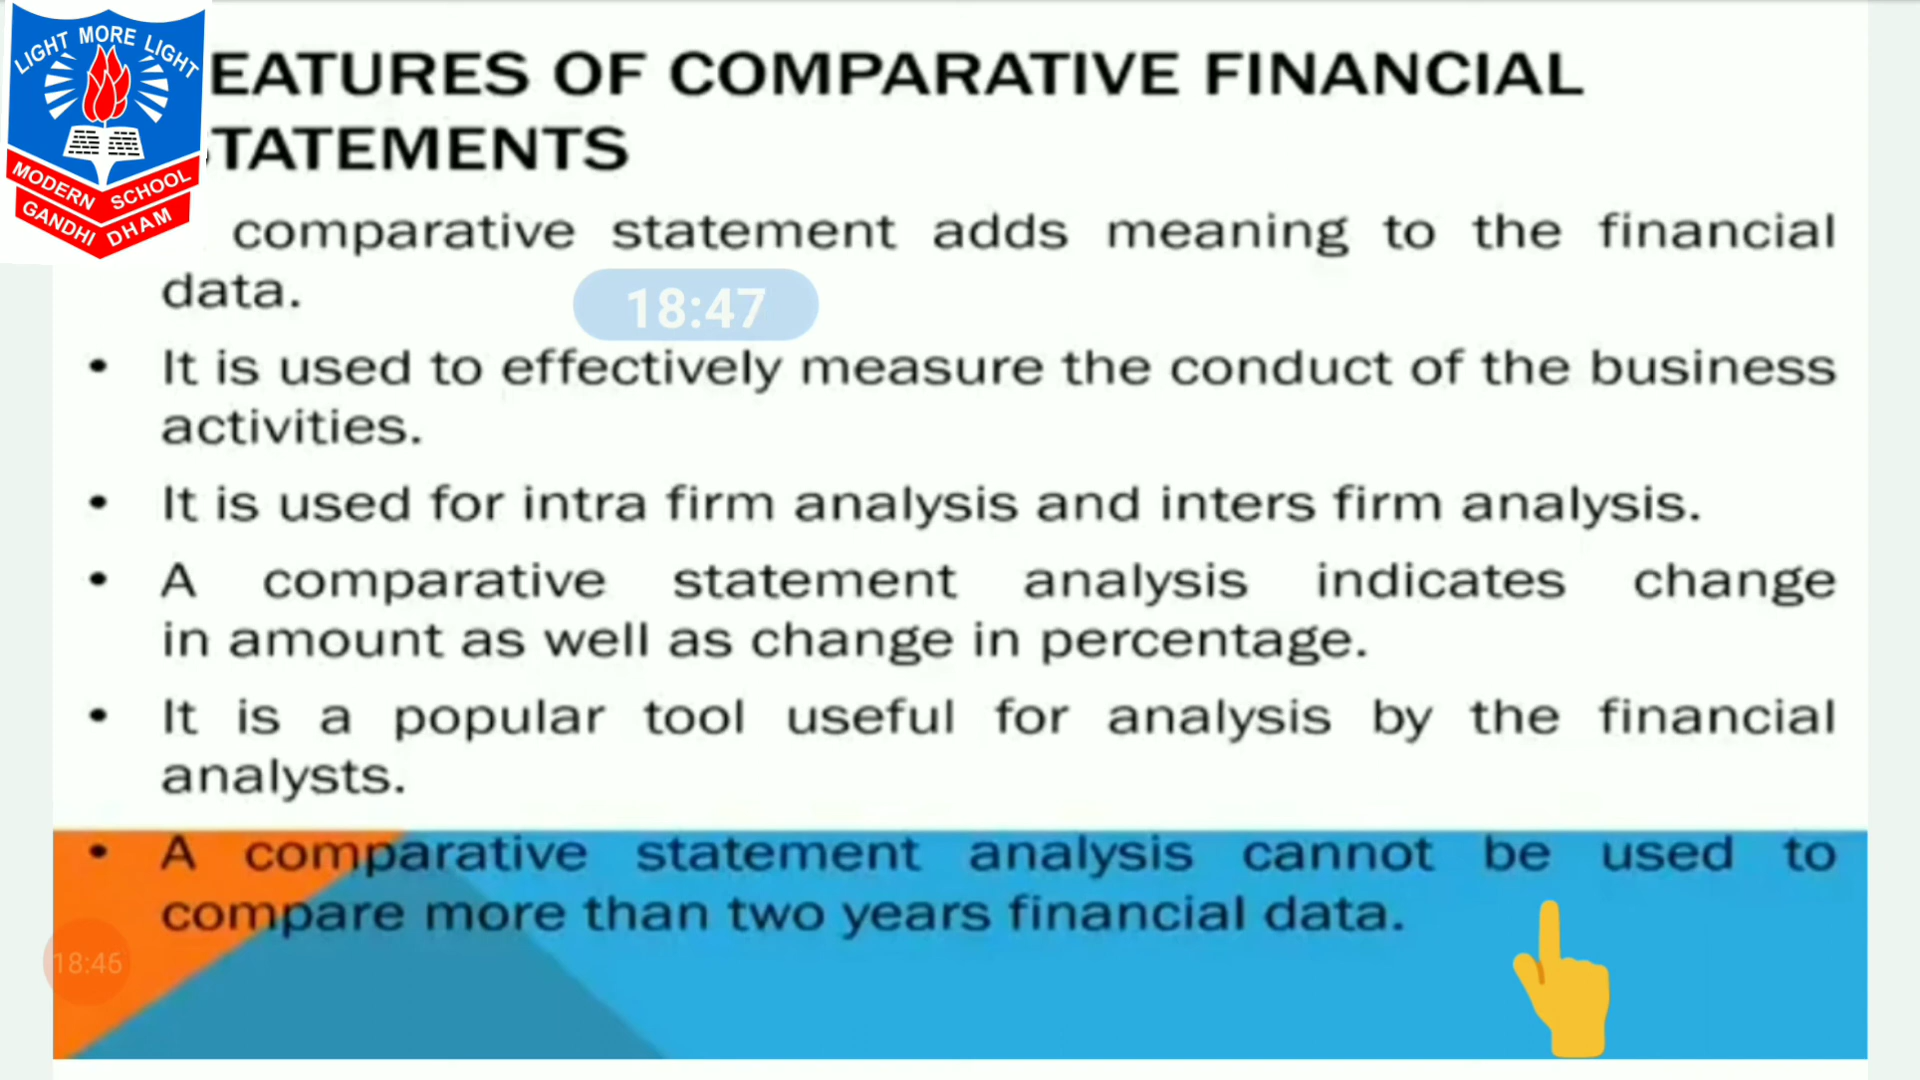 LIGHT MORE LIGHT
MODERN SCHOOL
GANDHI DHAM
EATURES OF COMPARATIVE FINANCIAL
TATEMENTS
comparative statement adds meaning to the financial
data.
18:47
• It is used to effectively measure the conduct of the business
activities.
• It is used for intra firm analysis and inters firm analysis.
• A comparative statement analysis indicates change
in amount as well as change in percentage.
• It is a popular tool useful for analysis by the financial
analysts.
• A comparative statement analysis cannot be used to
compare more than two years financial data.
18:46